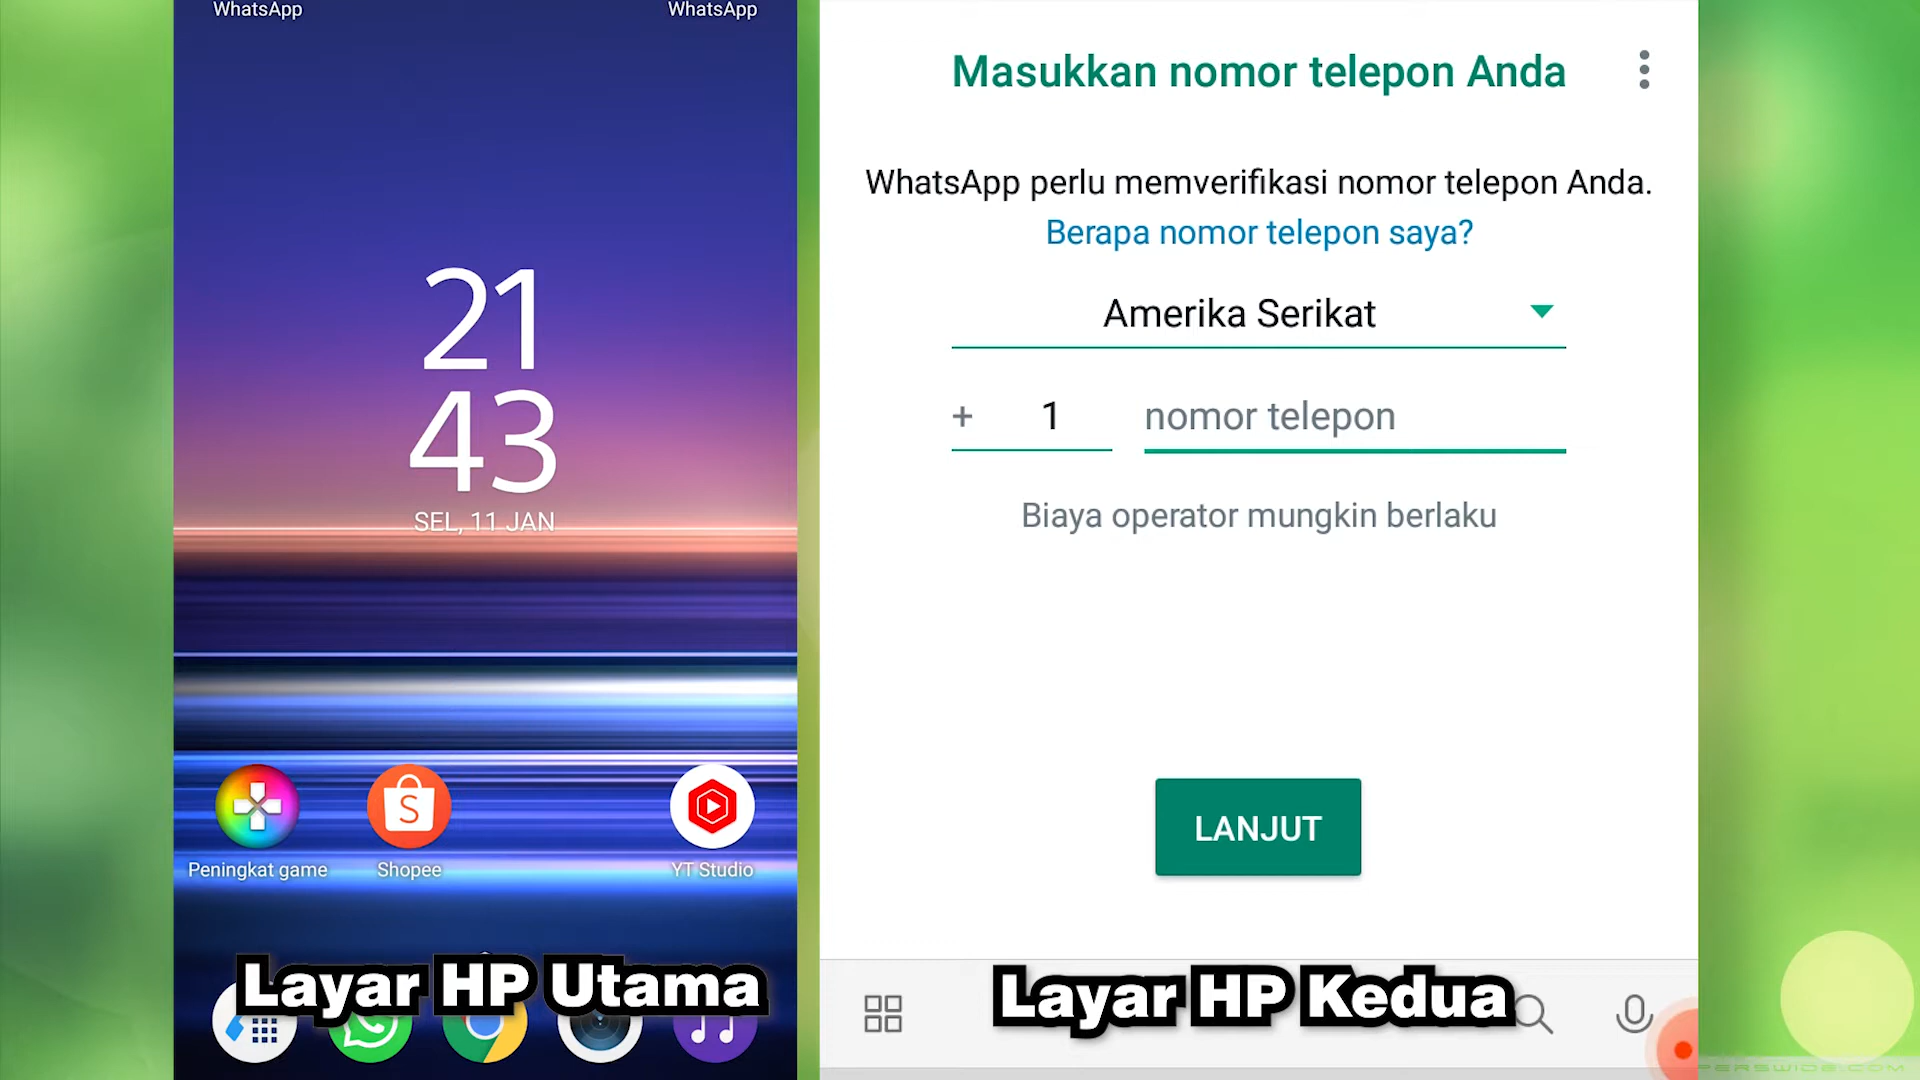 WhatsApp
WhatsApp
21
43
SEL, 11 JAN
Peningkat game
Shopee
YT Studio
Layar HP Utama
Masukkan nomor telepon Anda
WhatsApp perlu memverifikasi nomor telepon Anda.
Berapa nomor telepon saya?
Amerika Serikat
+ 1 nomor telepon
Biaya operator mungkin berlaku
LANJUT
Layar HP Kedua